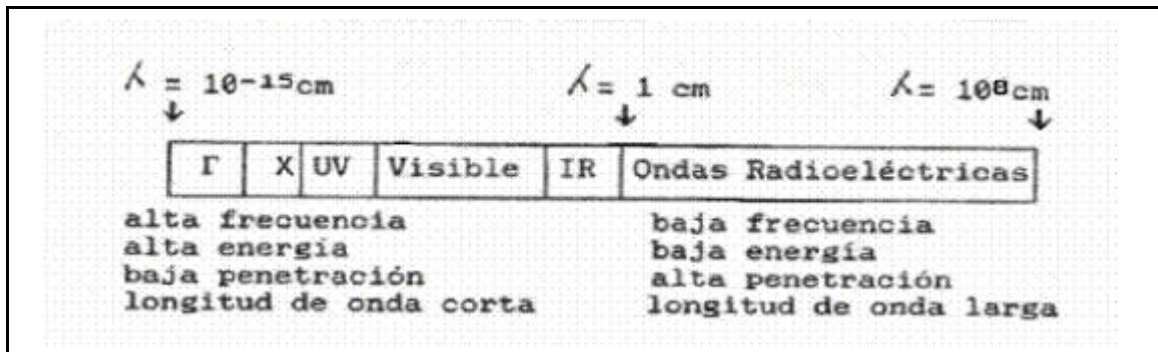 λ = 10-15cm λ= 1 cm λ= 108cm
Γ X UV Visible IR Ondas Radioeléctricas
alta frecuencia baja frecuencia
alta energía baja energía
baja penetración alta penetración
longitud de onda corta longitud de onda larga